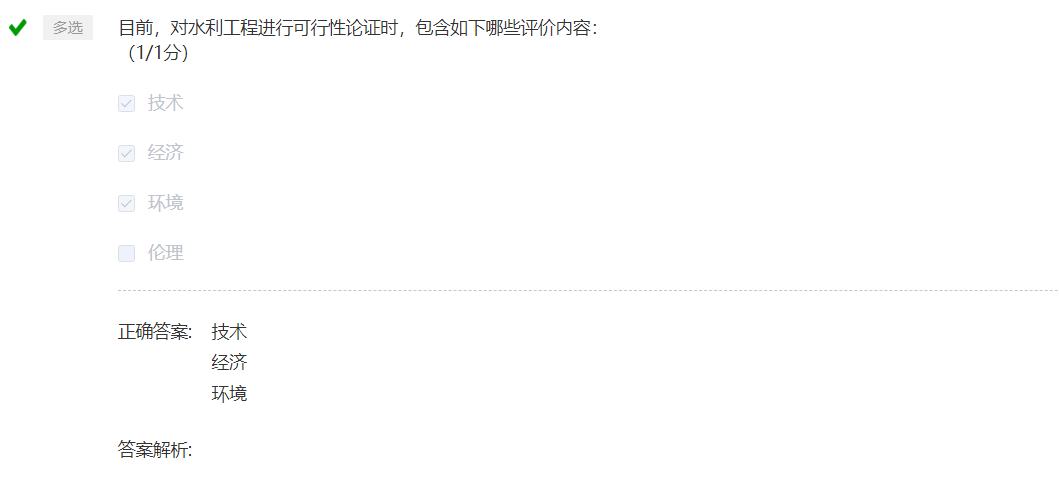 多选 目前，对水利工程进行可行性论证时，包含如下哪些评价内容：
（1/1分）
技术
经济
环境
伦理
正确答案： 技术
经济
环境
答案解析：